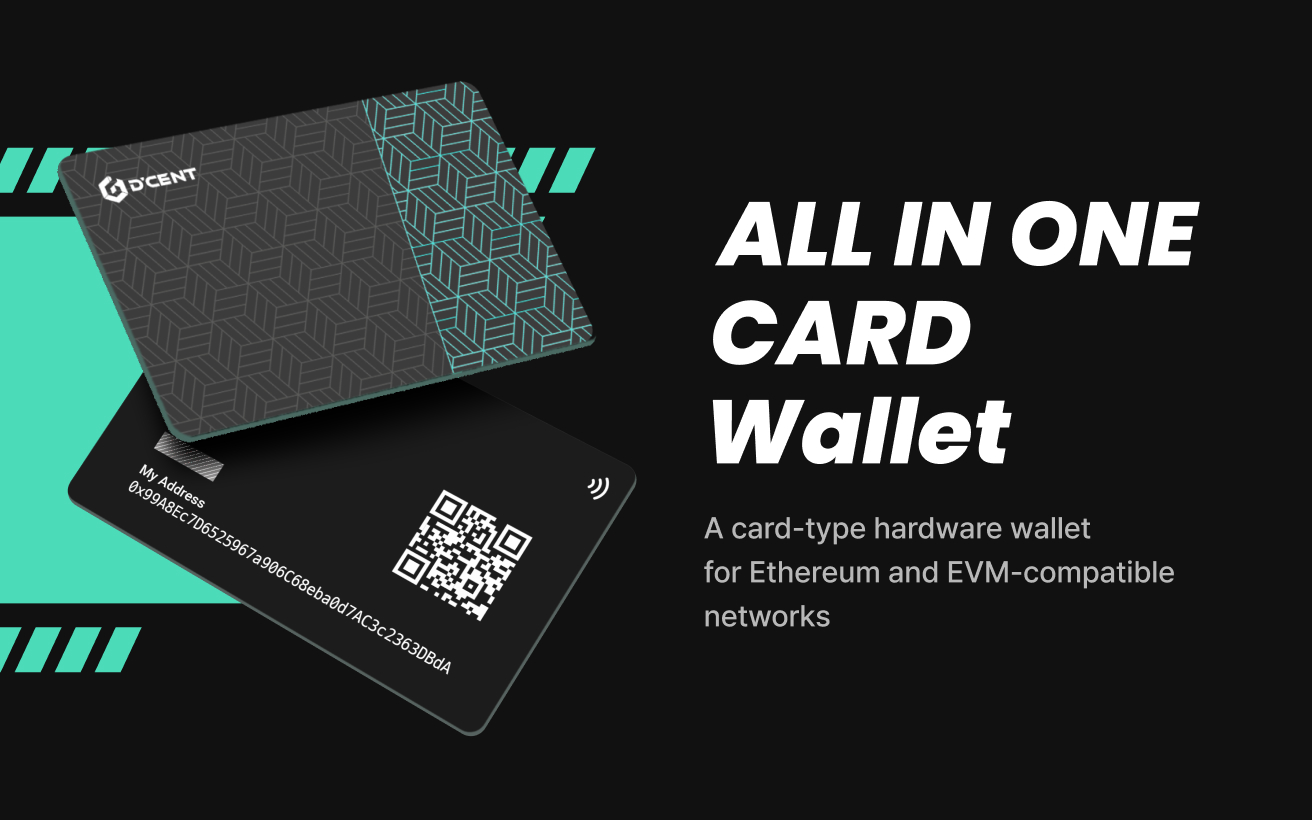 D'CENT
My Address
0x99A8Ec7D6525967a906C68eba0d7AC3c2363DBdA
ALL IN ONE
CARD
Wallet
A card-type hardware wallet
for Ethereum and EVM-compatible
networks